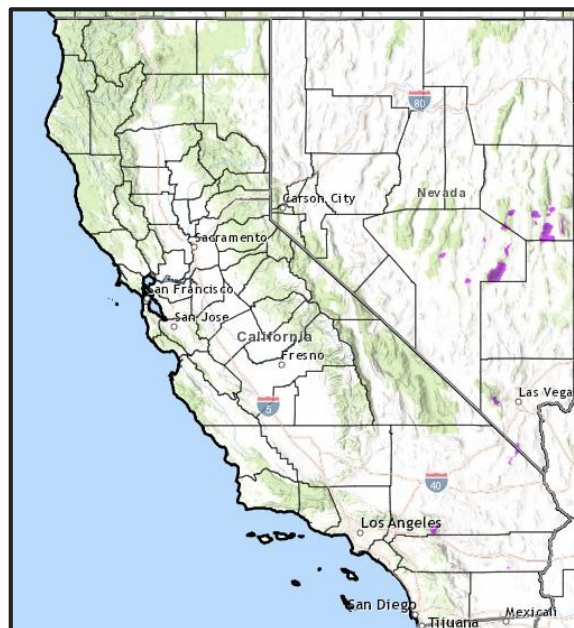 80
Carson City
Nevada
Sacramento
San Francisco
San Jose
California
Fresno
Las Vega
5
40
Los Angeles
San Diego
Tijuana
Mexicali